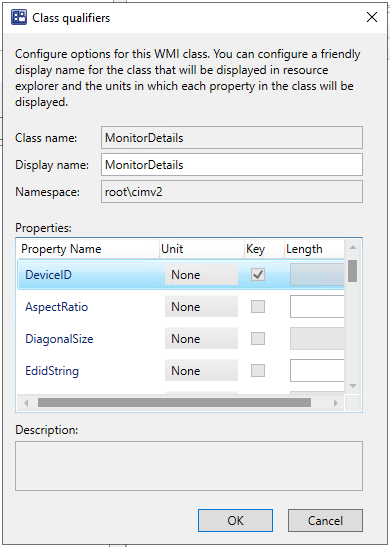 Class qualifiers
Configure options for this WMI class. You can configure a friendly
display name for the class that will be displayed in resource
explorer and the units in which each property in the class will be
displayed.
Class name: MonitorDetails
Display name: MonitorDetails
Namespace: root\cimv2
Properties:
Property Name Unit Key Length
DeviceID None
AspectRatio None
DiagonalSize None
EdidString None
Description:
OK Cancel